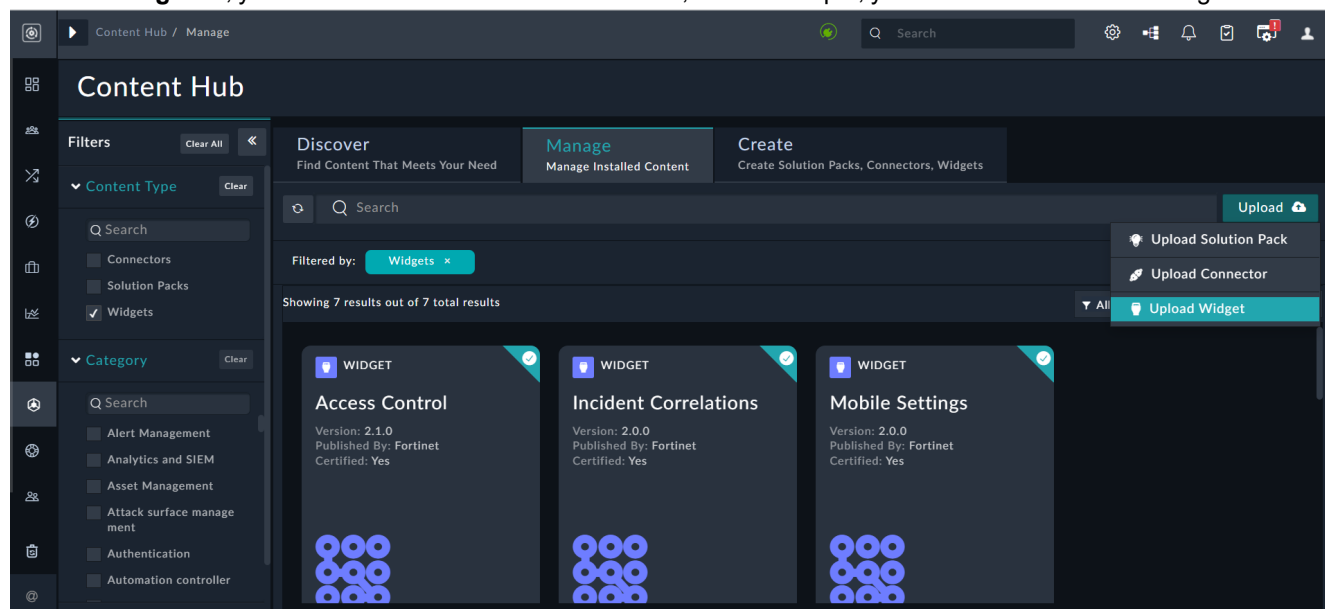 Content Hub / Manage
Search
Content Hub
Filters
Clear All
Discover
Find Content That Meets Your Need
Manage
Manage Installed Content
Create
Create Solution Packs, Connectors, Widgets
Content Type
Clear
Search
Connectors
Solution Packs
Widgets
Search
Upload
Upload Solution Pack
Upload Connector
Upload Widget
Filtered by: Widgets ×
Showing 7 results out of 7 total results
All
Category
Clear
Search
Alert Management
Analytics and SIEM
Asset Management
Attack surface manage
ment
Authentication
Automation controller
WIDGET
Access Control
Version: 2.1.0
Published By: Fortinet
Certified: Yes
WIDGET
Incident Correlations
Version: 2.0.0
Published By: Fortinet
Certified: Yes
WIDGET
Mobile Settings
Version: 2.0.0
Published By: Fortinet
Certified: Yes
@